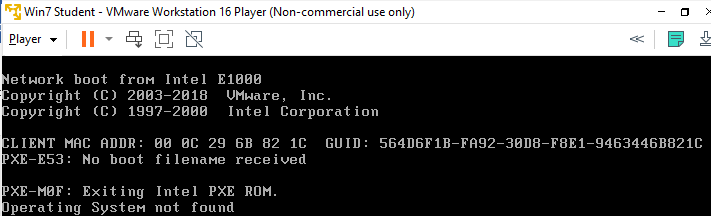 Win7 Student - VMware Workstation 16 Player (Non-commercial use only)
Player
Network boot from Intel E1000
Copyright (C) 2003-2018  VMware, Inc.
Copyright (C) 1997-2000  Intel Corporation
CLIENT MAC ADDR: 00 0C 29 6B 82 1C  GUID: 564D6F1B-FA92-30D8-F8E1-9463446B821C
PXE-E53: No boot filename received
PXE-M0F: Exiting Intel PXE ROM.
Operating System not found